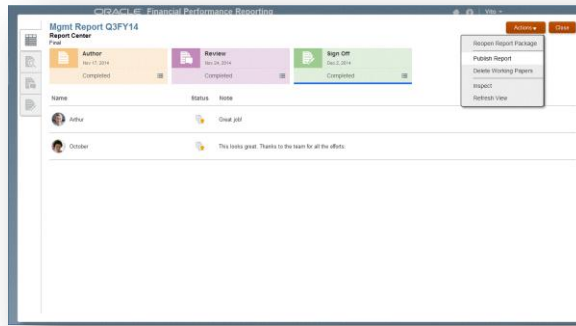 ORACLE Financial Performance Reporting
Vito
Mgmt Report Q3FY14
Report Center
Final
Actions
Close
Reopen Report Package
Publish Report
Delete Working Papers
Inspect
Refresh View
Author
Nov 17, 2014
Completed
Review
Nov 24, 2014
Completed
Sign Off
Dec 2, 2014
Completed
Name Status Note
Arthur Great job!
October This looks great. Thanks to the team for all the efforts.